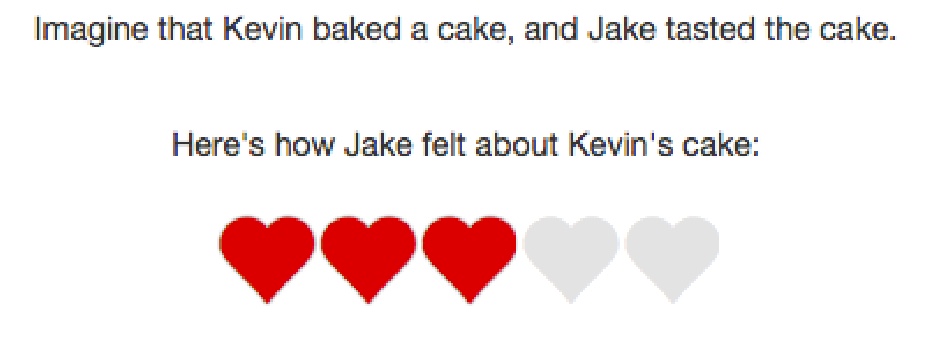 Imagine that Kevin baked a cake, and Jake tasted the cake.
Here's how Jake felt about Kevin's cake: